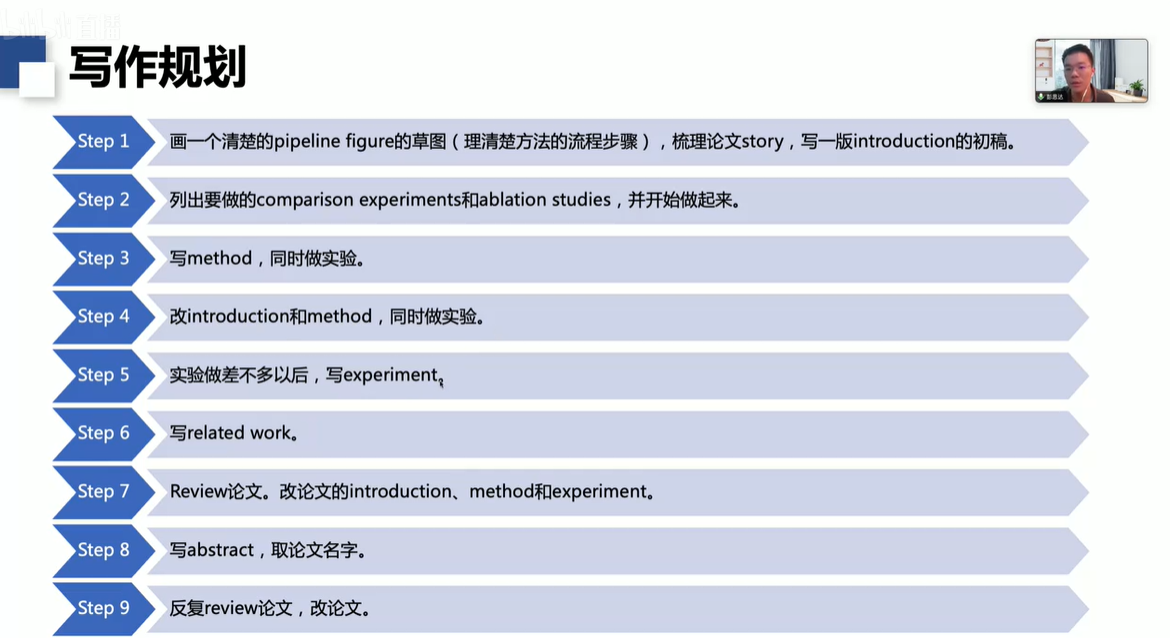 直播
写作规划
彭思达
Step 1
画一个清楚的pipeline figure的草图（理清楚方法的流程步骤），梳理论文story，写一版introduction的初稿。
Step 2
列出要做的comparison experiments和ablation studies，并开始做起来。
Step 3
写method，同时做实验。
Step 4
改introduction和method，同时做实验。
Step 5
实验做差不多以后，写experiment。
Step 6
写related work。
Step 7
Review论文。改论文的introduction、method和experiment。
Step 8
写abstract，取论文名字。
Step 9
反复review论文，改论文。